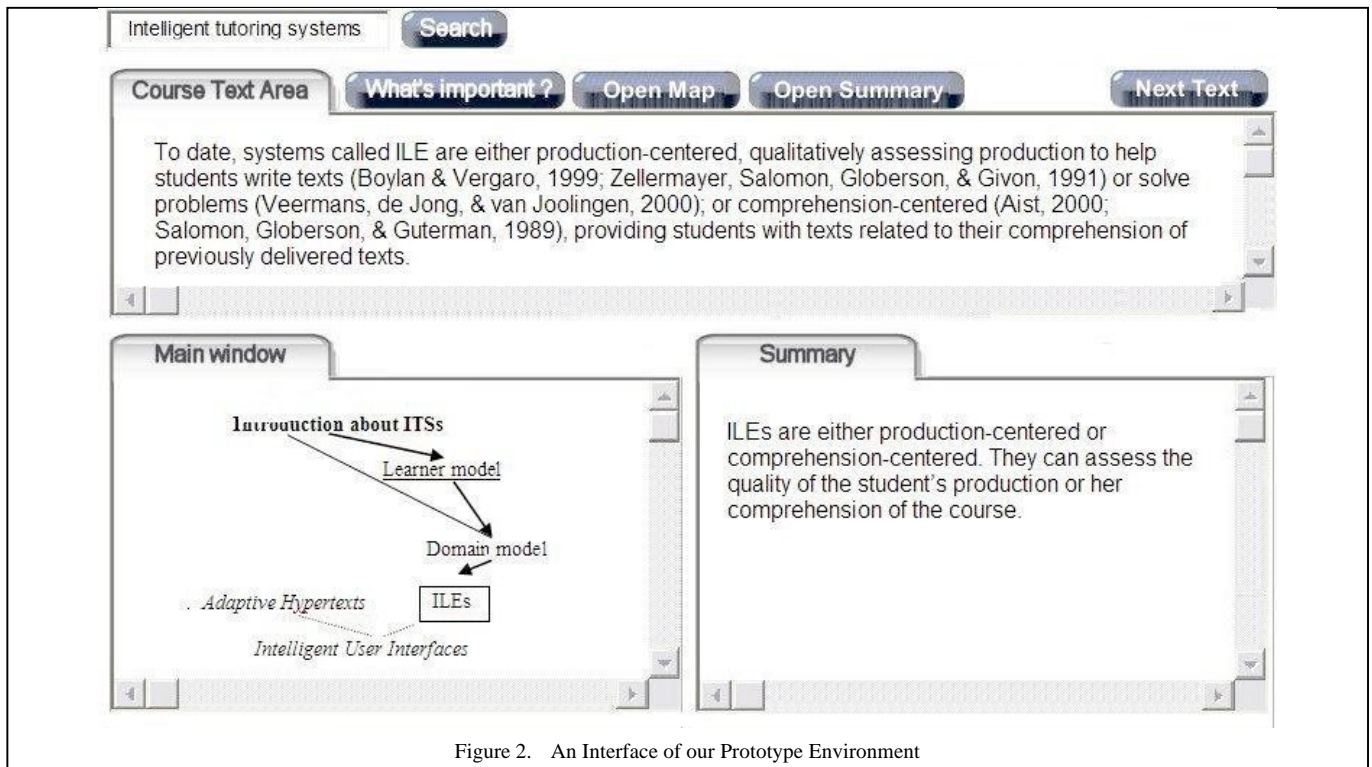 Intelligent tutoring systems Search
Course Text Area What's important ? Open Map Open Summary Next Text
To date, systems called ILE are either production-centered, qualitatively assessing production to help
students write texts (Boylan & Vergaro, 1999; Zellermayer, Salomon, Globerson, & Givon, 1991) or solve
problems (Veermans, de Jong, & van Joolingen, 2000); or comprehension-centered (Aist, 2000;
Salomon, Globerson, & Guterman, 1989), providing students with texts related to their comprehension of
previously delivered texts.
Main window
Introduction about ITSs
Learner model
Domain model
. Adaptive Hypertexts ILEs
Intelligent User Interfaces
Summary
ILEs are either production-centered or
comprehension-centered. They can assess the
quality of the student's production or her
comprehension of the course.
Figure 2. An Interface of our Prototype Environment